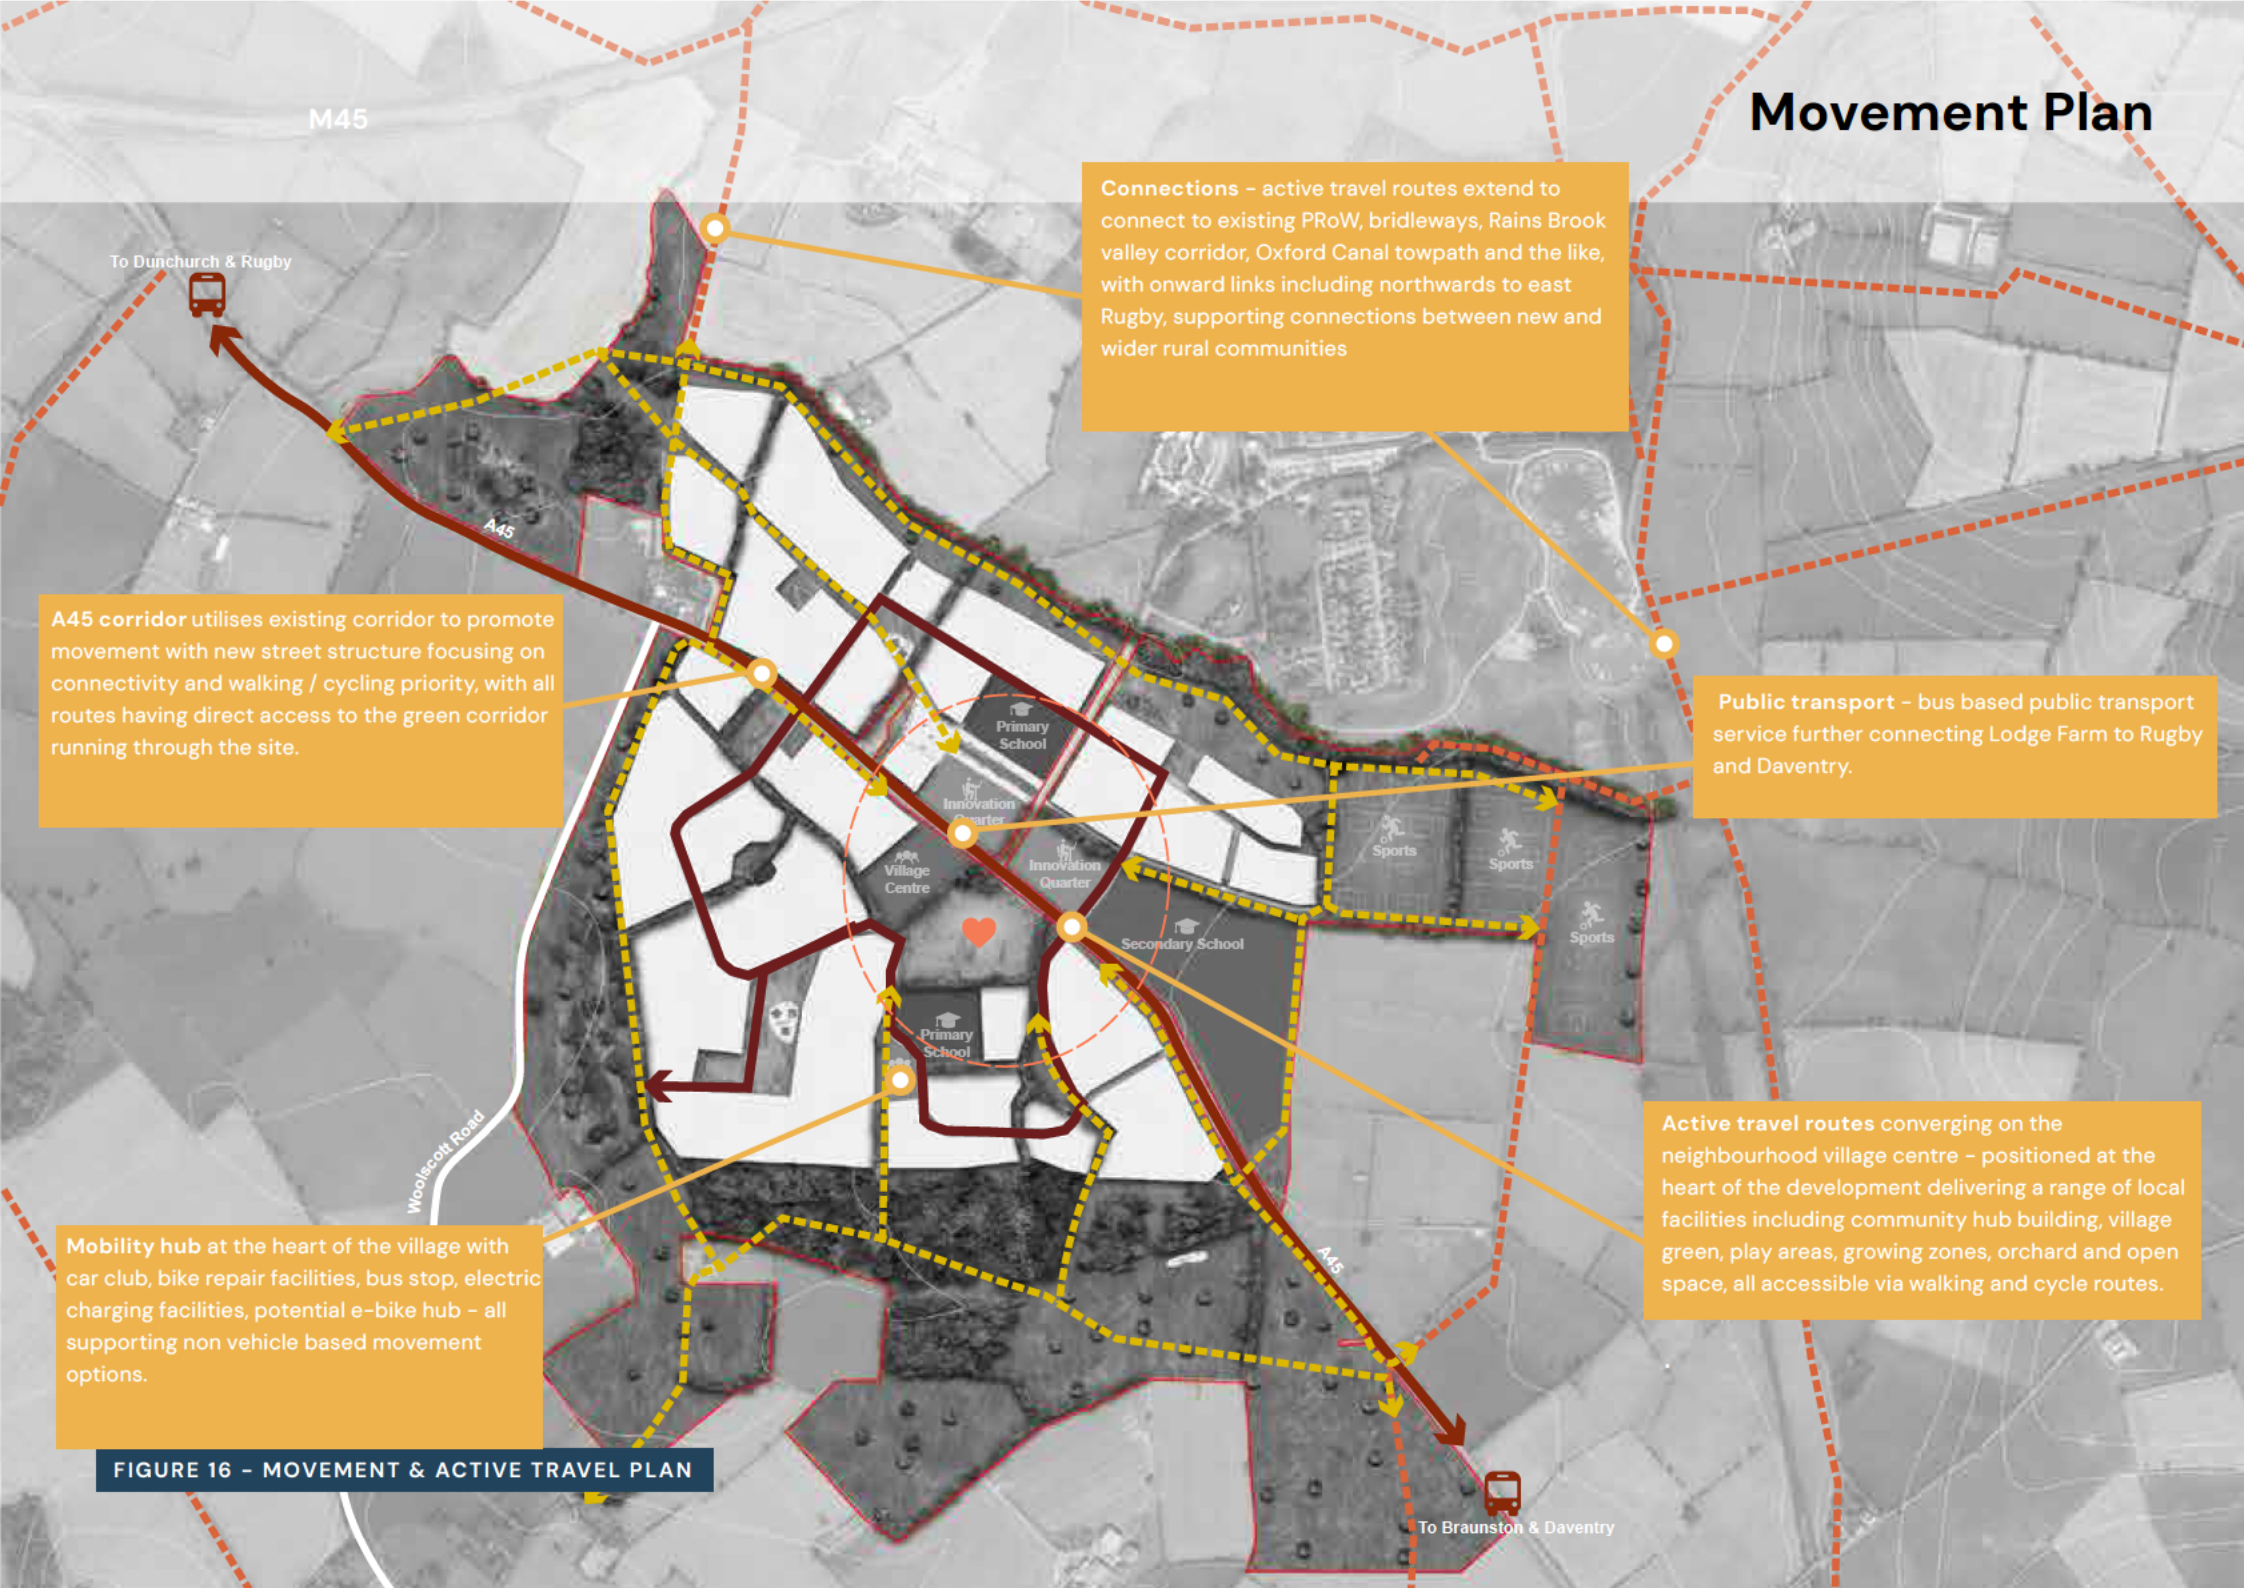 M45
Movement Plan
To Dunchurch & Rugby
Connections - active travel routes extend to
connect to existing PRoW, bridleways, Rains Brook
valley corridor, Oxford Canal towpath and the like,
with onward links including northwards to east
Rugby, supporting connections between new and
wider rural communities
A45
A45 corridor utilises existing corridor to promote
movement with new street structure focusing on
connectivity and walking / cycling priority, with all
routes having direct access to the green corridor
running through the site.
Public transport - bus based public transport
service further connecting Lodge Farm to Rugby
and Daventry.
Primary
School
Innovation
Quarter
Village
Centre
Innovation
Quarter
Sports
Sports
Sports
Secondary School
Primary
School
Woolscott Road
Active travel routes converging on the
neighbourhood village centre - positioned at the
heart of the development delivering a range of local
facilities including community hub building, village
green, play areas, growing zones, orchard and open
space, all accessible via walking and cycle routes.
Mobility hub at the heart of the village with
car club, bike repair facilities, bus stop, electric
charging facilities, potential e-bike hub - all
supporting non vehicle based movement
options.
A45
FIGURE 16 - MOVEMENT & ACTIVE TRAVEL PLAN
To Braunston & Daventry